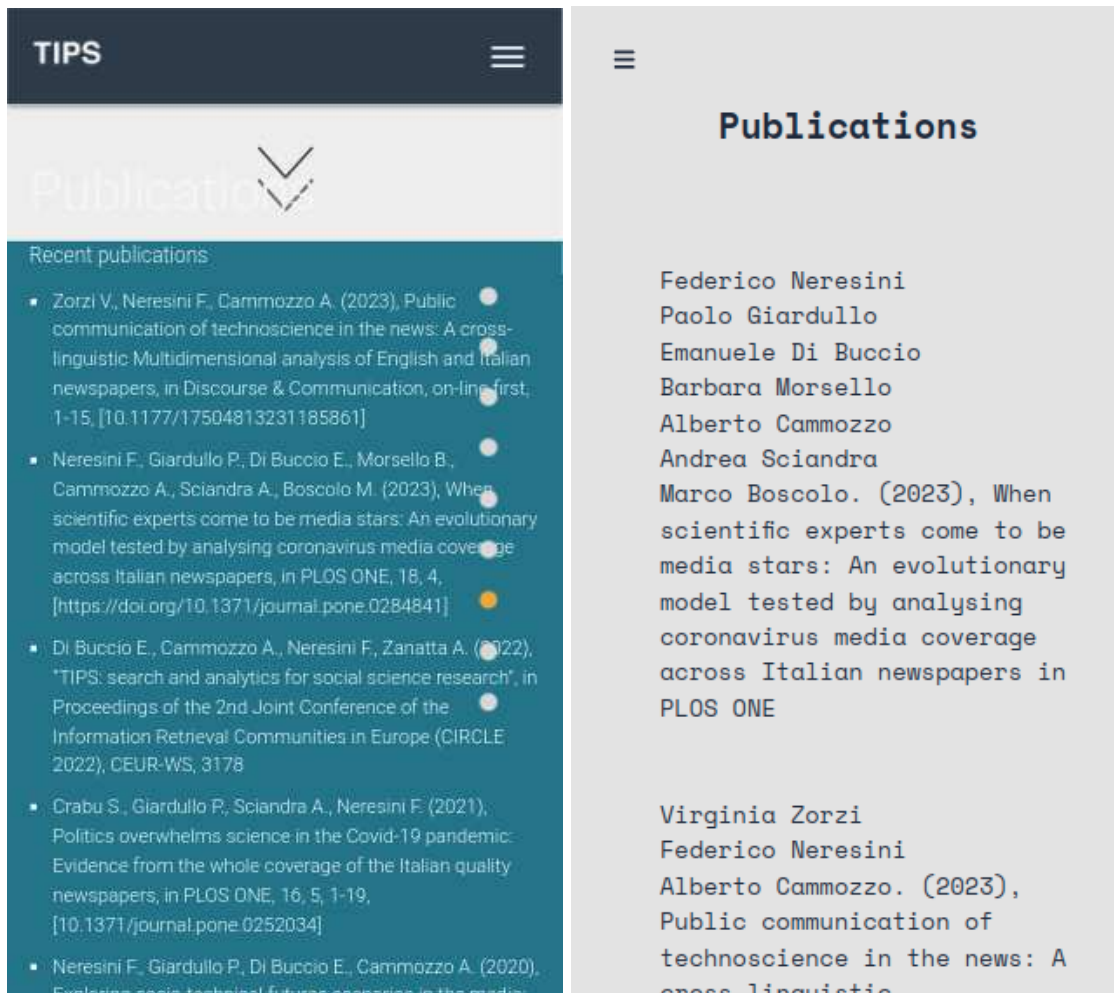 TIPS
Publications
Recent publications
Zorzi V., Neresini F., Cammozzo A. (2023), Public
communication of technoscience in the news: A cross-
linguistic Multidimensional analysis of English and Italian
newspapers, in Discourse & Communication, on-line first,
1-15, [10.1177/17504813231185861]
Neresini F., Giardullo P., Di Buccio E., Morsello B.,
Cammozzo A., Sciandra A., Boscolo M. (2023), When
scientific experts come to be media stars: An evolutionary
model tested by analysing coronavirus media coverage
across Italian newspapers, in PLOS ONE, 18, 4,
[https://doi.org/10.1371/journal.pone.0284841]
Di Buccio E., Cammozzo A., Neresini F., Zanatta A. (2022),
"TIPS: search and analytics for social science research", in
Proceedings of the 2nd Joint Conference of the
Information Retrieval Communities in Europe (CIRCLE
2022), CEUR-WS, 3178
Crabu S., Giardullo P., Sciandra A., Neresini F. (2021),
Politics overwhelms science in the Covid-19 pandemic:
Evidence from the whole coverage of the Italian quality
newspapers, in PLOS ONE, 16, 5, 1-19,
[10.1371/journal.pone.0252034]
Neresini F., Giardullo P., Di Buccio E., Cammozzo A. (2020),
Publications
Federico Neresini
Paolo Giardullo
Emanuele Di Buccio
Barbara Morsello
Alberto Cammozzo
Andrea Sciandra
Marco Boscolo. (2023), When
scientific experts come to be
media stars: An evolutionary
model tested by analysing
coronavirus media coverage
across Italian newspapers in
PLOS ONE
Virginia Zorzi
Federico Neresini
Alberto Cammozzo. (2023),
Public communication of
technoscience in the news: A